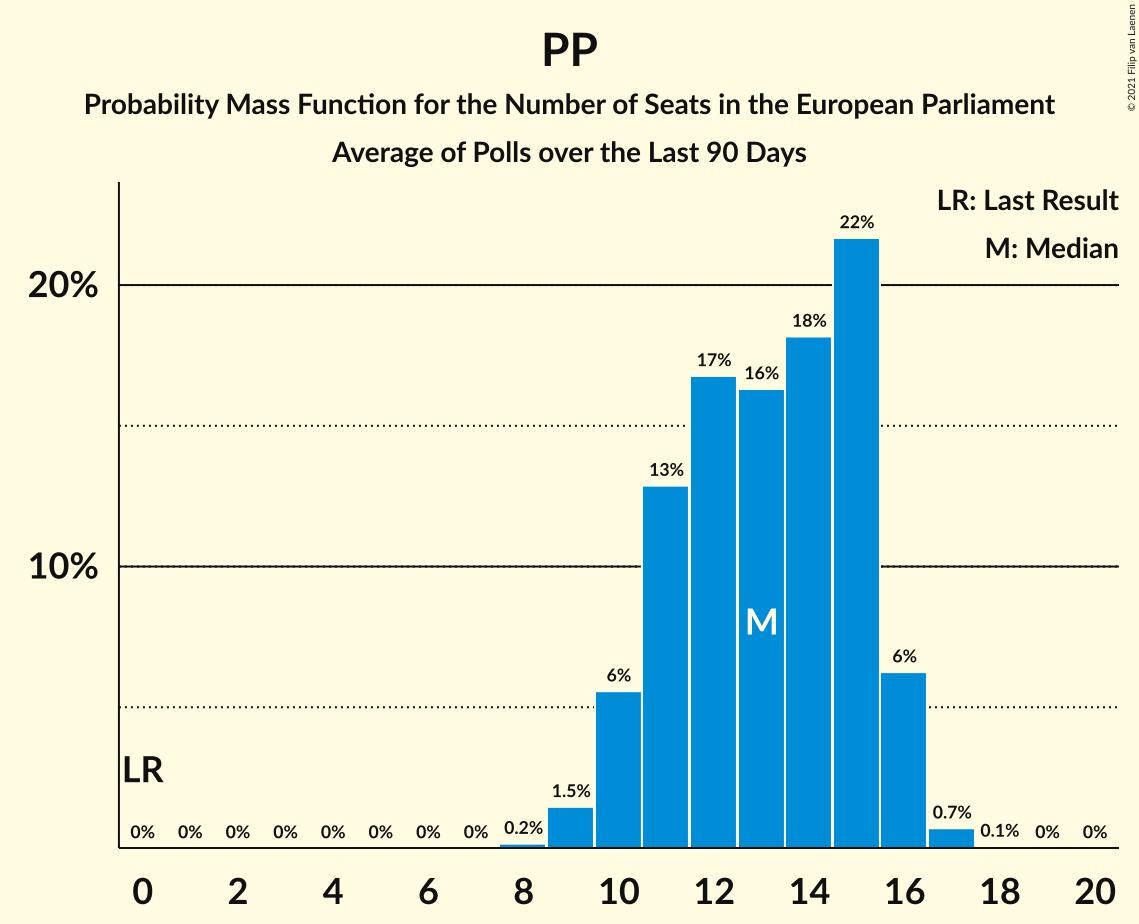 PP
Probability Mass Function for the Number of Seats in the European Parliament
Average of Polls over the Last 90 Days
© 2021 Filip van Laenen
LR: Last Result
M: Median
20%
10%
22%
18%
17%
16%
13%
6%
6%
1.5%
0.7%
0.2%
0.1%
0% 0% 0% 0% 0% 0% 0% 0% 0% 0%
LR
M
0 2 4 6 8 10 12 14 16 18 20